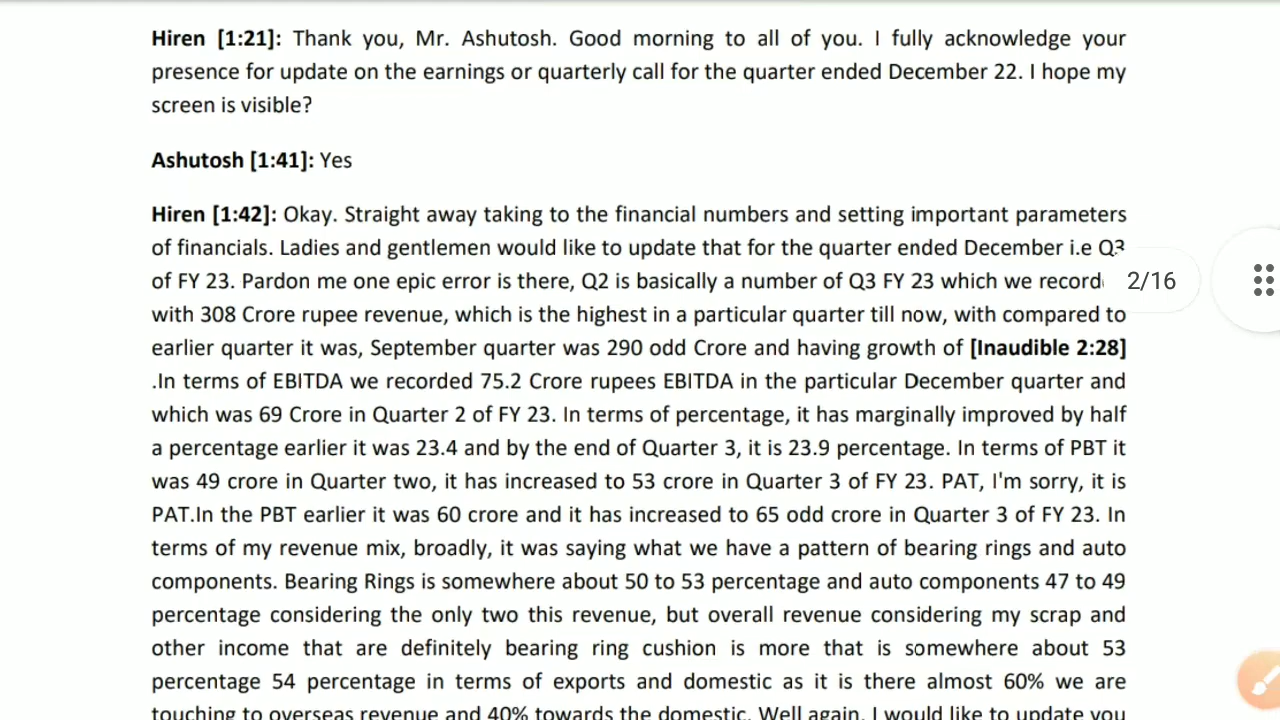 Hiren [1:21]: Thank you, Mr. Ashutosh. Good morning to all of you. I fully acknowledge your
presence for update on the earnings or quarterly call for the quarter ended December 22. I hope my
screen is visible?
Ashutosh [1:41]: Yes
Hiren [1:42]: Okay. Straight away taking to the financial numbers and setting important parameters
of financials. Ladies and gentlemen would like to update that for the quarter ended December i.e Q3
of FY 23. Pardon me one epic error is there, Q2 is basically a number of Q3 FY 23 which we record
2/16
with 308 Crore rupee revenue, which is the highest in a particular quarter till now, with compared to
earlier quarter it was, September quarter was 290 odd Crore and having growth of [Inaudible 2:28]
.In terms of EBITDA we recorded 75.2 Crore rupees EBITDA in the particular December quarter and
which was 69 Crore in Quarter 2 of FY 23. In terms of percentage, it has marginally improved by half
a percentage earlier it was 23.4 and by the end of Quarter 3, it is 23.9 percentage. In terms of PBT it
was 49 crore in Quarter two, it has increased to 53 crore in Quarter 3 of FY 23. PAT, I'm sorry, it is
PAT.In the PBT earlier it was 60 crore and it has increased to 65 odd crore in Quarter 3 of FY 23. In
terms of my revenue mix, broadly, it was saying what we have a pattern of bearing rings and auto
components. Bearing Rings is somewhere about 50 to 53 percentage and auto components 47 to 49
percentage considering the only two this revenue, but overall revenue considering my scrap and
other income that are definitely bearing ring cushion is more that is somewhere about 53
percentage 54 percentage in terms of exports and domestic as it is there almost 60% we are
touching to overseas revenue and 40% towards the domestic. Well again, I would like to update you